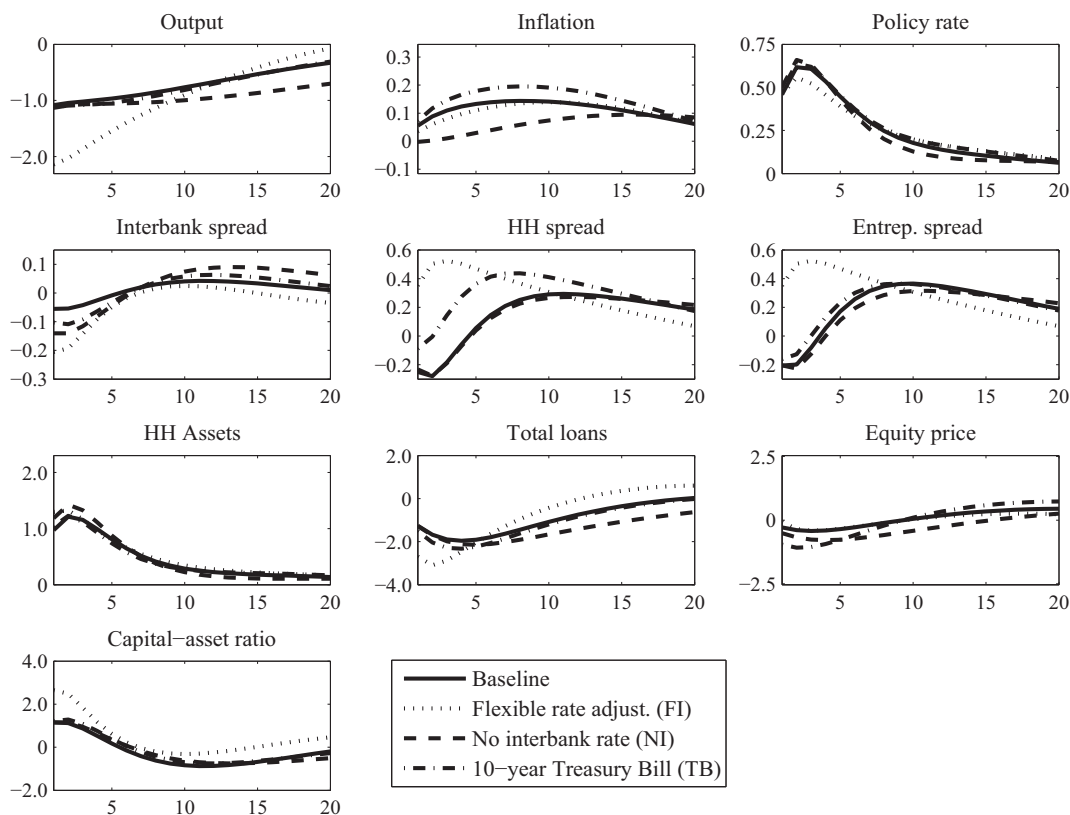 Output
0
−1.0
−2.0
5 10 15 20
Inflation
0.3
0.2
0.1
0
−0.1
5 10 15 20
Policy rate
0.75
0.50
0.25
0
5 10 15 20
Interbank spread
0.1
0
−0.1
−0.2
−0.3
5 10 15 20
HH spread
0.6
0.4
0.2
0
−0.2
5 10 15 20
Entrep. spread
0.6
0.4
0.2
0
−0.2
5 10 15 20
HH Assets
2.0
1.0
0
5 10 15 20
Total loans
2.0
0
−2.0
−4.0
5 10 15 20
Equity price
2.5
0
−2.5
5 10 15 20
Capital−asset ratio
4.0
2.0
0
−2.0
5 10 15 20
Baseline
Flexible rate adjust. (FI)
No interbank rate (NI)
10−year Treasury Bill (TB)